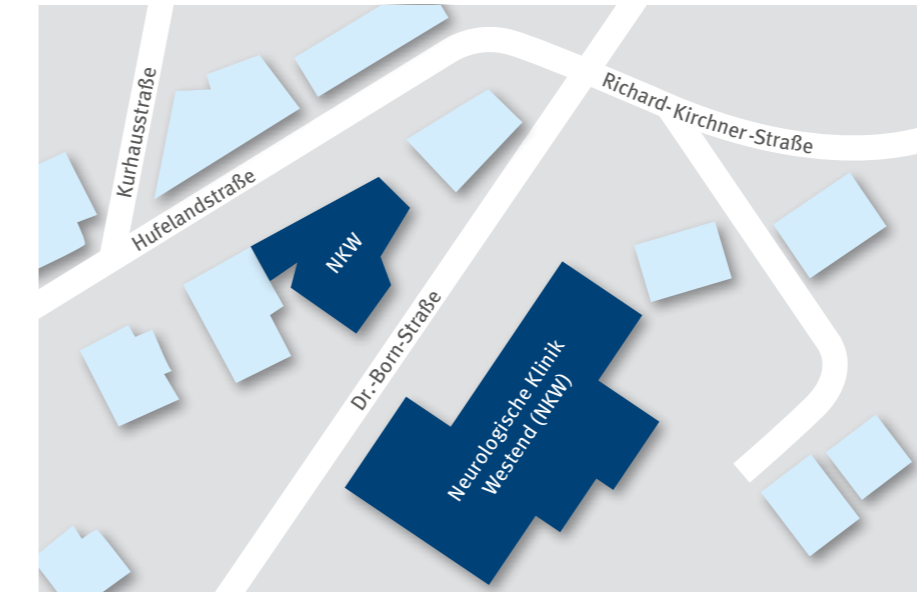 Kurhausstraße
Hufelandstraße
Richard-Kirchner-Straße
NKW
Dr.-Born-Straße
Neurologische Klinik
Westend (NKW)